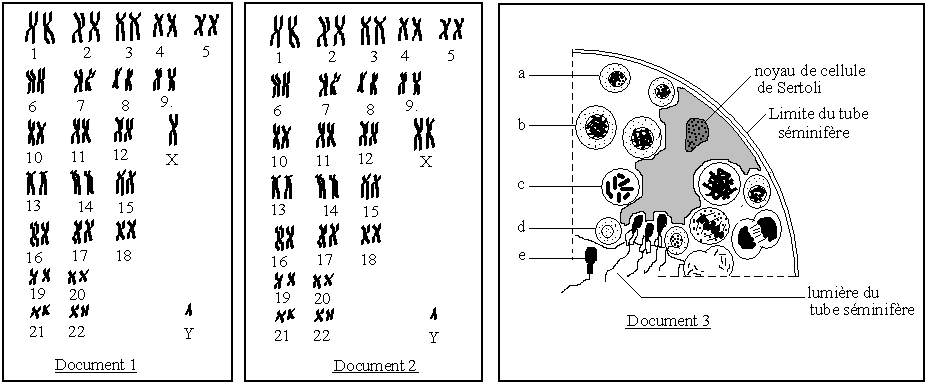 1 2 3 4 5
6 7 8 9.
10 11 12 X
13 14 15
16 17 18
19 20
21 22 Y
Document 1
1 2 3 4 5
6 7 8 9.
10 11 12 X
13 14 15
16 17 18
19 20
21 22 Y
Document 2
a
b
c
d
e
noyau de cellule
de Sertoli
Limite du tube
séminifère
lumière du
tube séminifère
Document 3